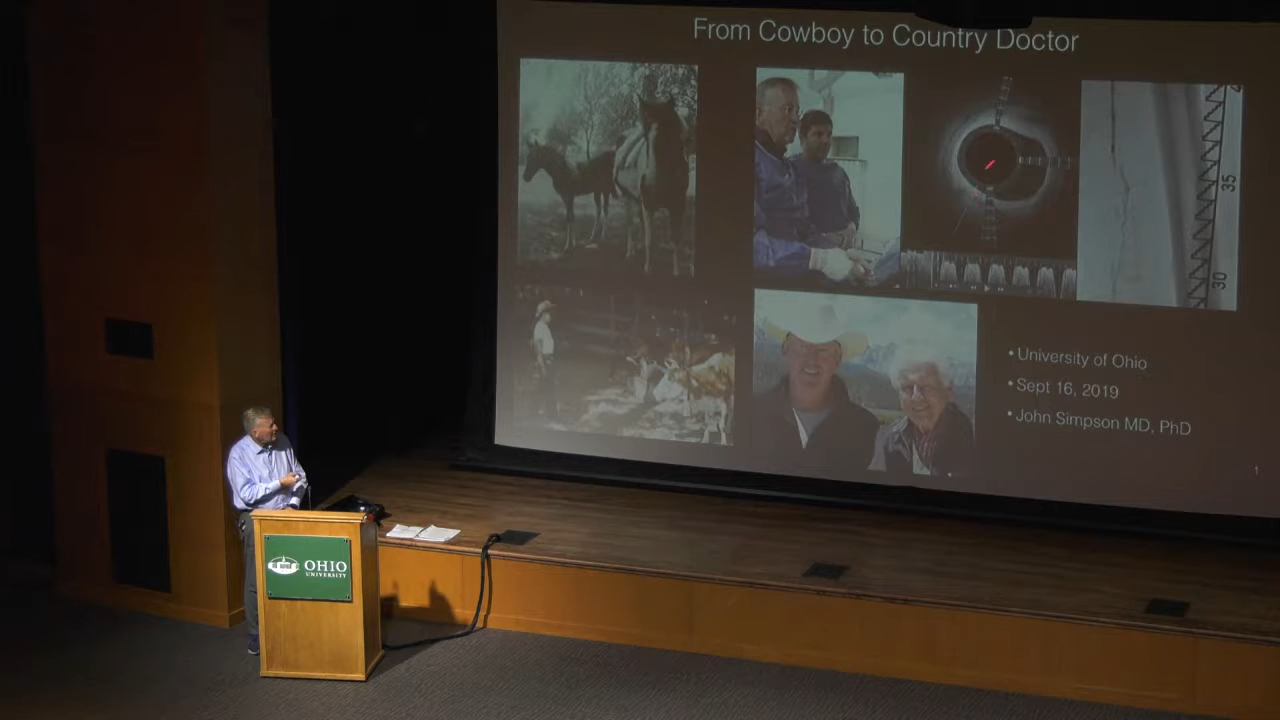 From Cowboy to Country Doctor
35
30
• University of Ohio
• Sept 16, 2019
• John Simpson MD, PhD
1
OHIO
UNIVERSITY